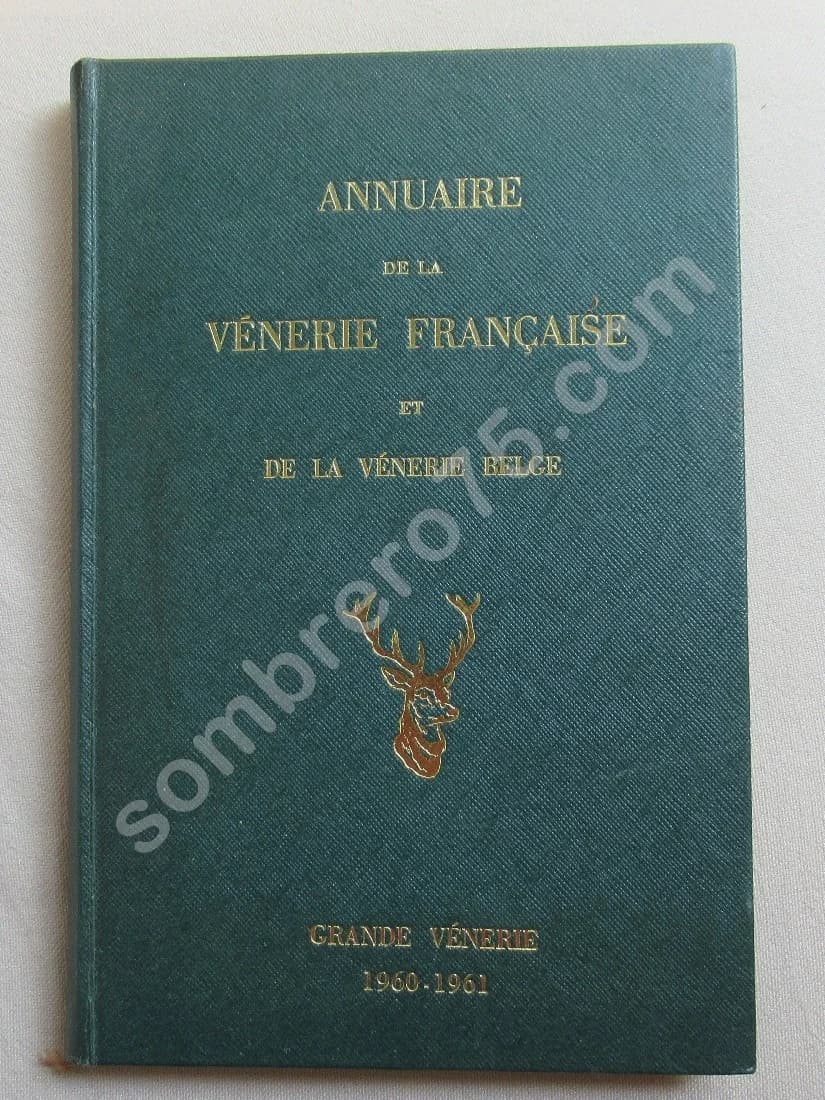 ANNUAIRE
DE LA
VÉNERIE FRANÇAISE
ET
DE LA VÉNERIE BELGE
sombrero75.com
GRANDE VÉNERIE
1960-1961